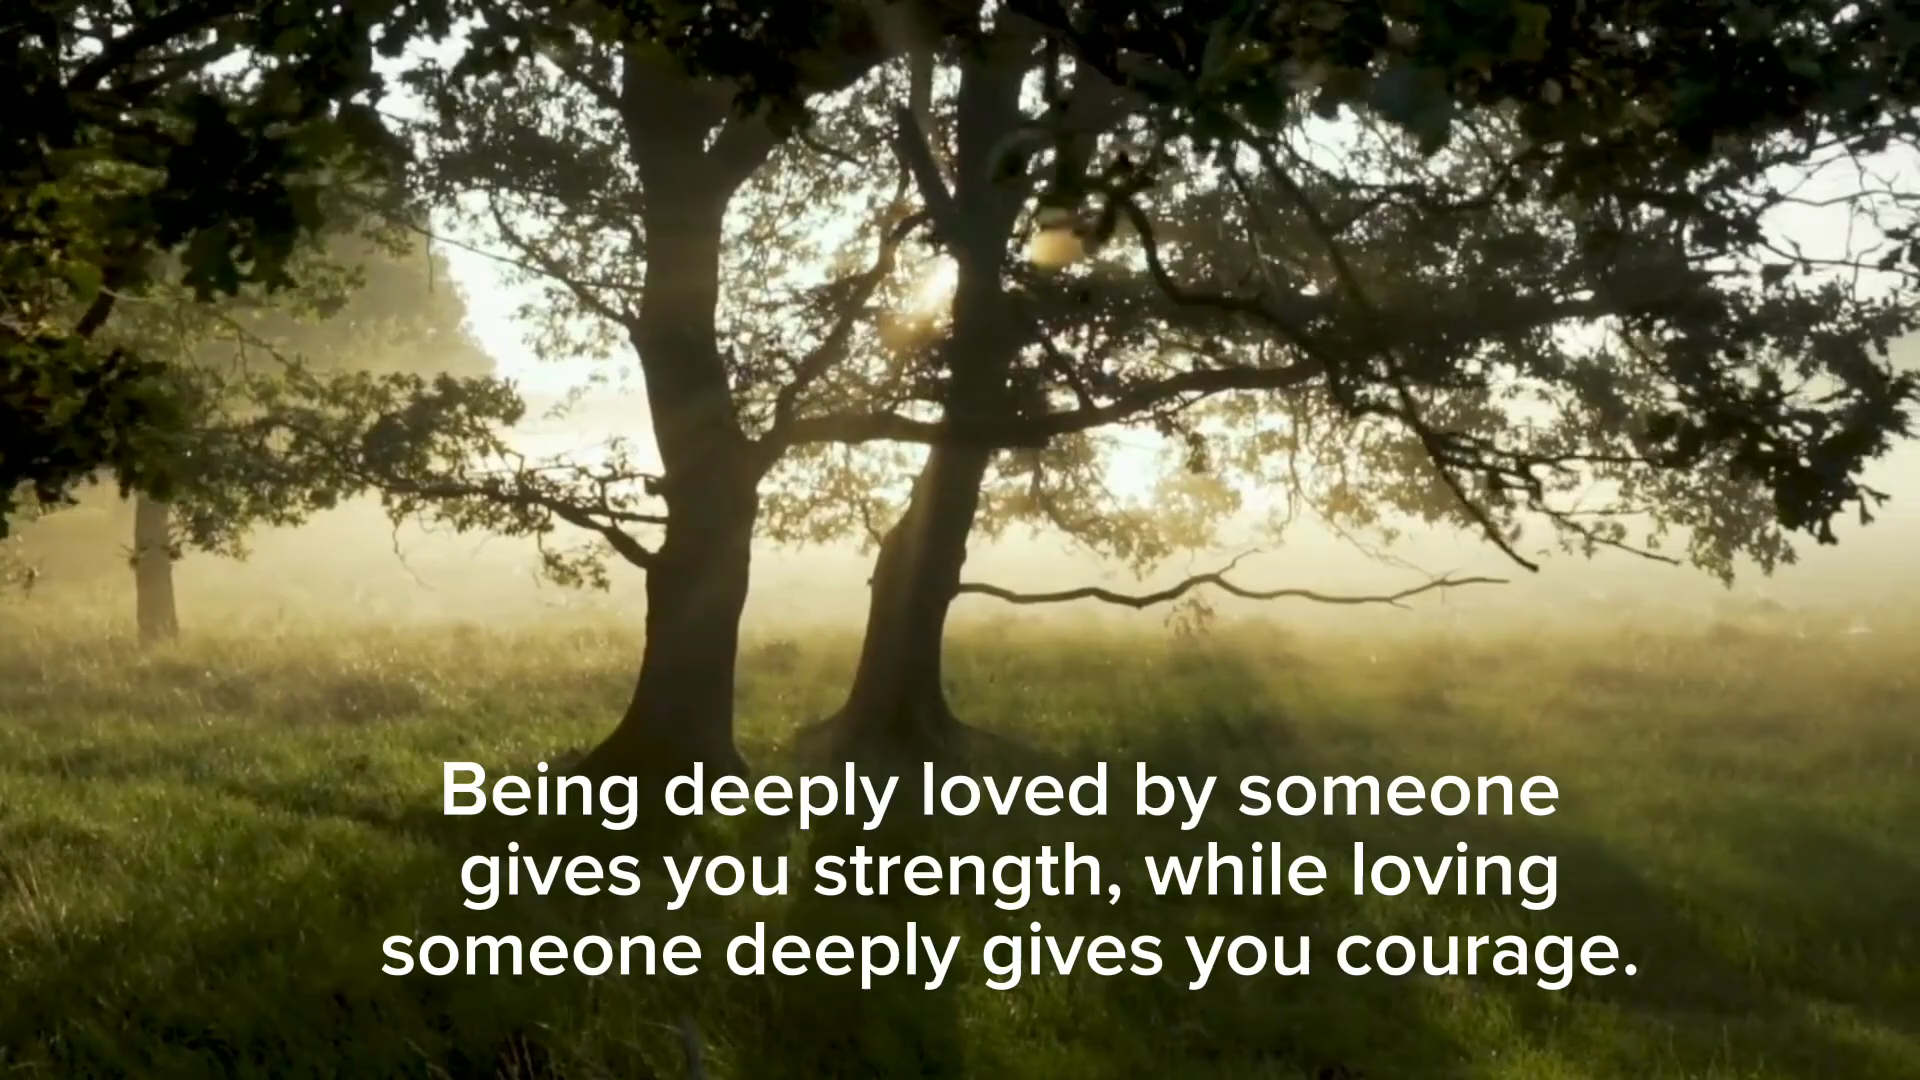 Being deeply loved by someone
gives you strength, while loving
someone deeply gives you courage.